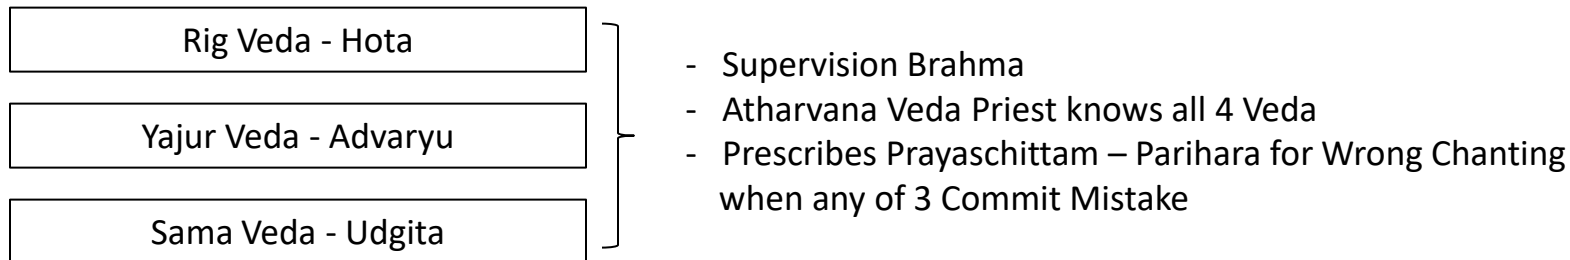 Rig Veda - Hota
Yajur Veda - Advaryu
Sama Veda - Udgita
- Supervision Brahma
- Atharvana Veda Priest knows all 4 Veda
- Prescribes Prayaschittam – Parihara for Wrong Chanting
when any of 3 Commit Mistake